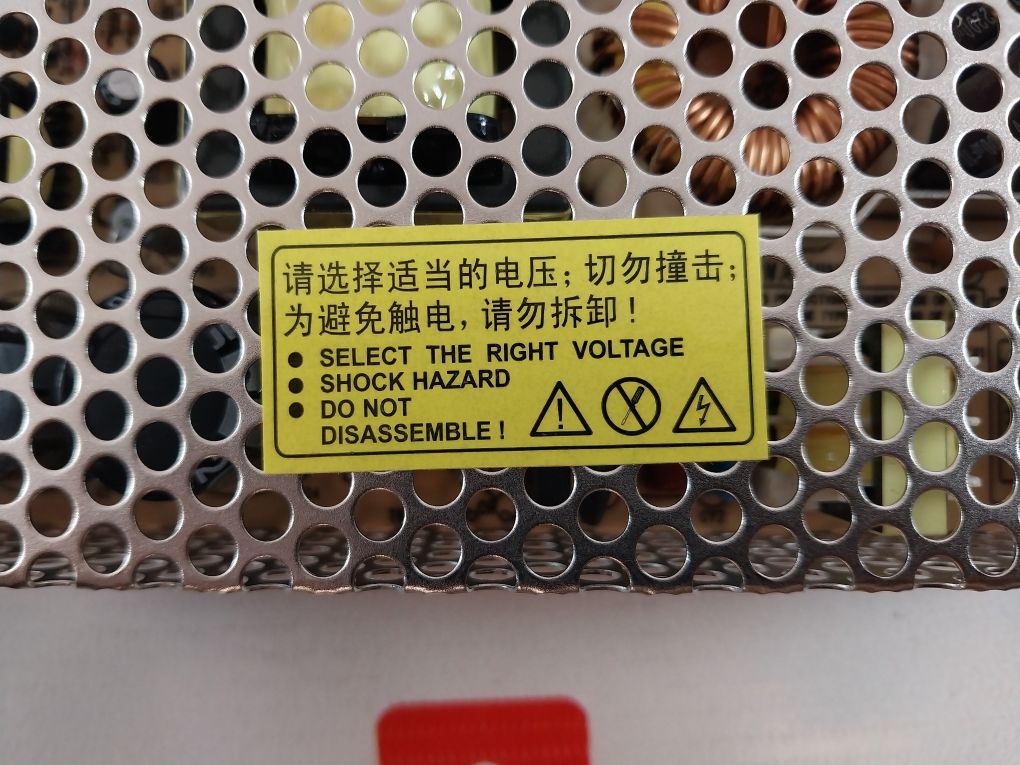 请选择适当的电压；切勿撞击；
为避免触电，请勿拆卸！
● SELECT THE RIGHT VOLTAGE
● SHOCK HAZARD
● DO NOT
DISASSEMBLE !